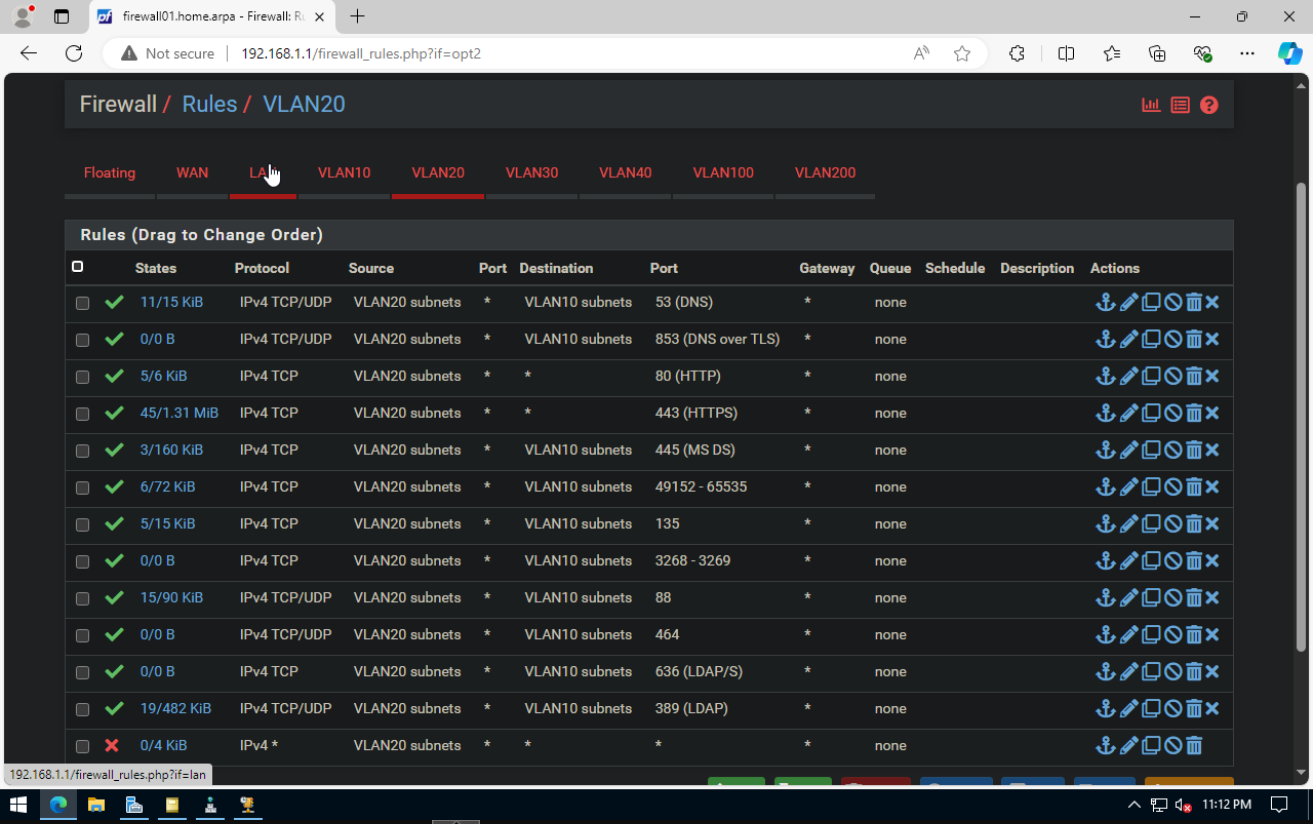 firewall01.home.arpa - Firewall: Ru
Not secure 192.168.1.1/firewall_rules.php?if=opt2
Firewall / Rules / VLAN20
Floating WAN LAN VLAN10 VLAN20 VLAN30 VLAN40 VLAN100 VLAN200
Rules (Drag to Change Order)
States Protocol Source Port Destination Port Gateway Queue Schedule Description Actions
11/15 KiB IPv4 TCP/UDP VLAN20 subnets * VLAN10 subnets 53 (DNS) * none
0/0 B IPv4 TCP/UDP VLAN20 subnets * VLAN10 subnets 853 (DNS over TLS) * none
5/6 KiB IPv4 TCP VLAN20 subnets * * 80 (HTTP) * none
45/1.31 MiB IPv4 TCP VLAN20 subnets * * 443 (HTTPS) * none
3/160 KiB IPv4 TCP VLAN20 subnets * VLAN10 subnets 445 (MS DS) * none
6/72 KiB IPv4 TCP VLAN20 subnets * VLAN10 subnets 49152 - 65535 * none
5/15 KiB IPv4 TCP VLAN20 subnets * VLAN10 subnets 135 * none
0/0 B IPv4 TCP VLAN20 subnets * VLAN10 subnets 3268 - 3269 * none
15/90 KiB IPv4 TCP/UDP VLAN20 subnets * VLAN10 subnets 88 * none
0/0 B IPv4 TCP/UDP VLAN20 subnets * VLAN10 subnets 464 * none
0/0 B IPv4 TCP VLAN20 subnets * VLAN10 subnets 636 (LDAP/S) * none
19/482 KiB IPv4 TCP/UDP VLAN20 subnets * VLAN10 subnets 389 (LDAP) * none
0/4 KiB IPv4 * VLAN20 subnets * * * * none
192.168.1.1/firewall_rules.php?if=lan
11:12 PM